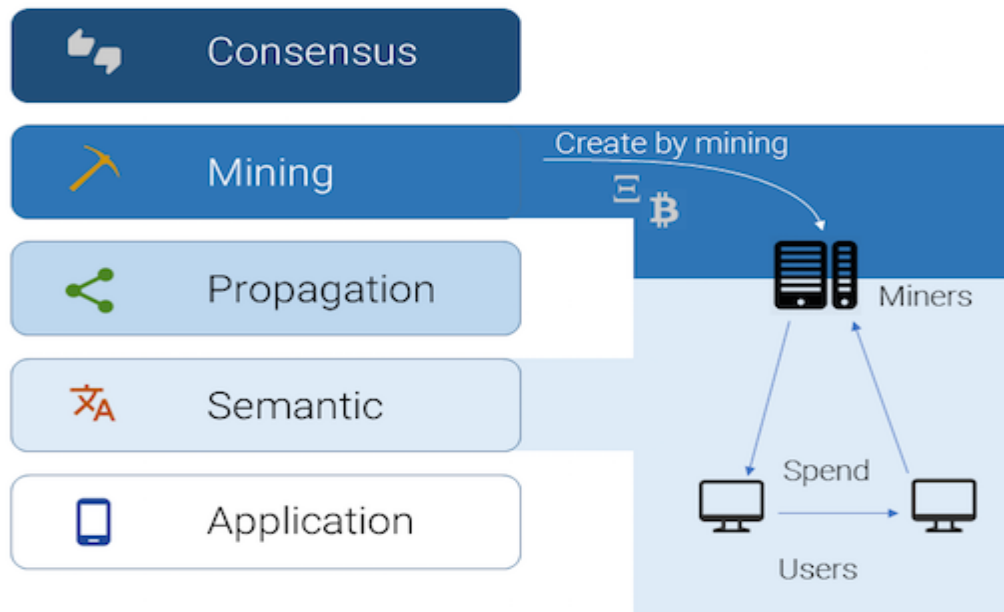 Consensus
Mining
Create by mining
Ξ
₿
Miners
Propagation
Semantic
Spend
Application
Users